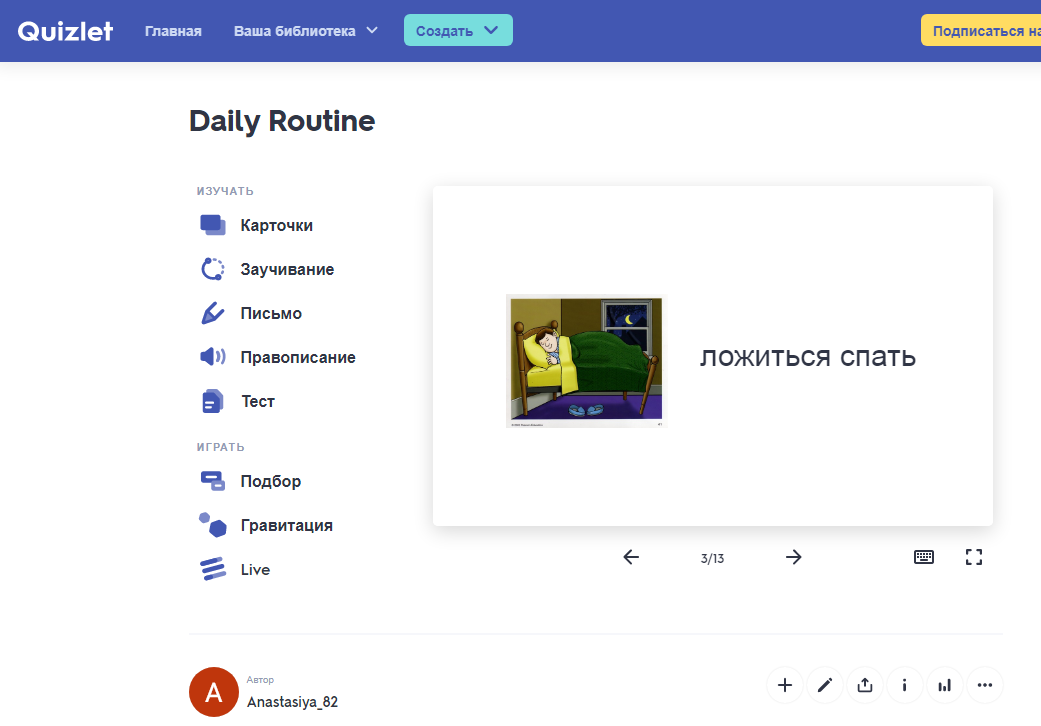 Quizlet Главная Ваша библиотека Создать Подписаться на
Daily Routine
ИЗУЧАТЬ
Карточки
Заучивание
Письмо
Правописание
Тест
ИГРАТЬ
Подбор
Гравитация
Live
ложиться спать
3/13
A
Автор
Anastasiya_82